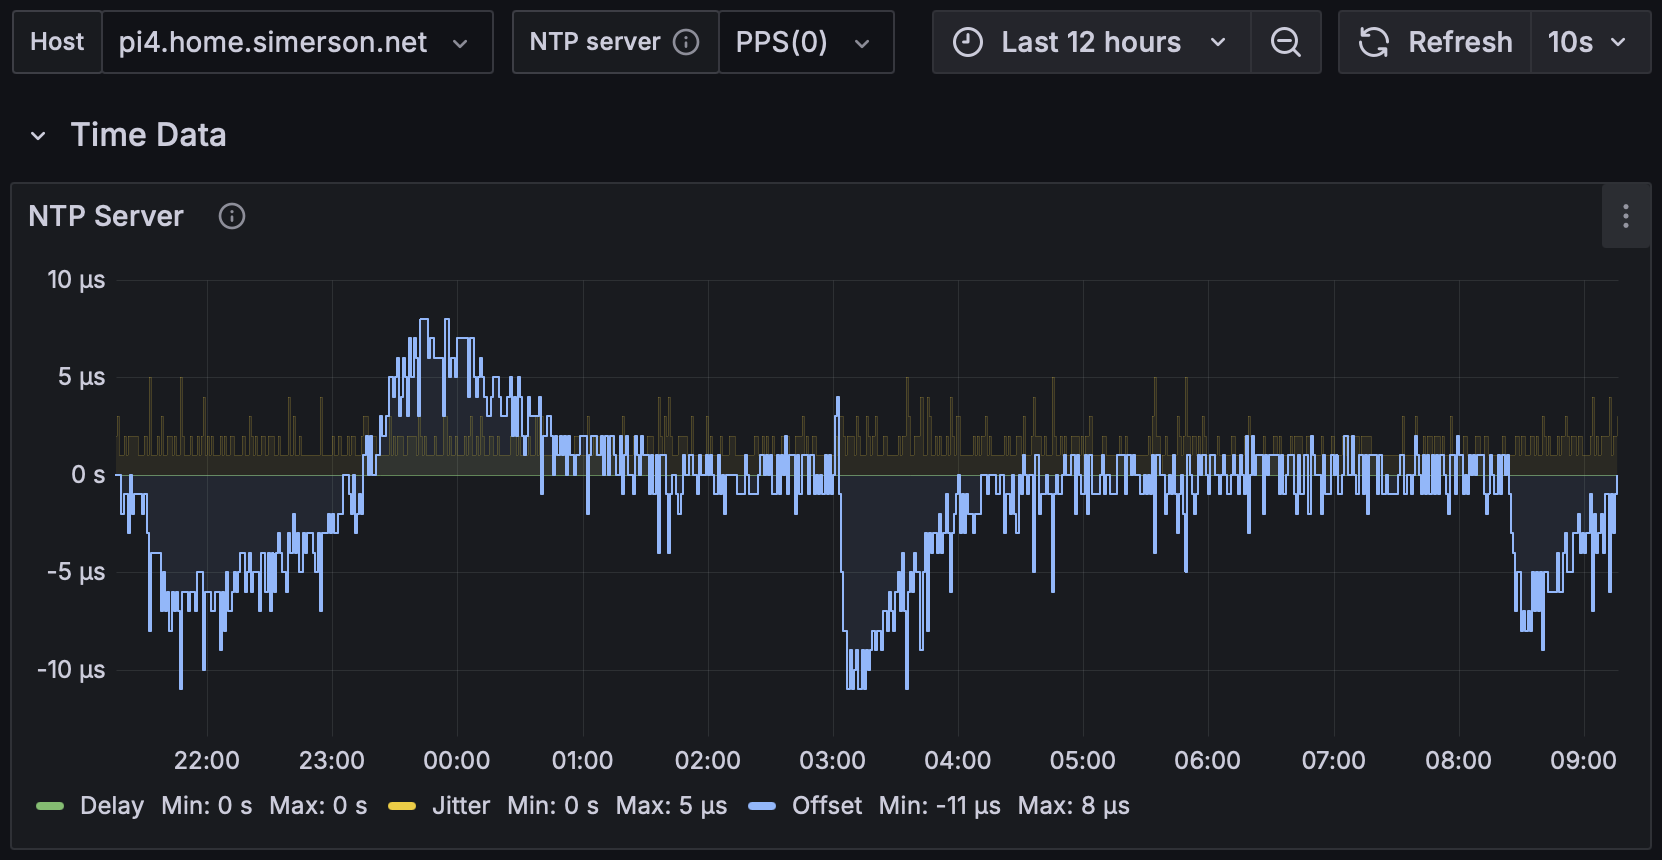 Host pi4.home.simerson.net NTP server PPS(0) Last 12 hours Refresh 10s
Time Data
NTP Server
10 µs
5 µs
0 s
-5 µs
-10 µs
22:00 23:00 00:00 01:00 02:00 03:00 04:00 05:00 06:00 07:00 08:00 09:00
Delay Min: 0 s Max: 0 s Jitter Min: 0 s Max: 5 µs Offset Min: -11 µs Max: 8 µs